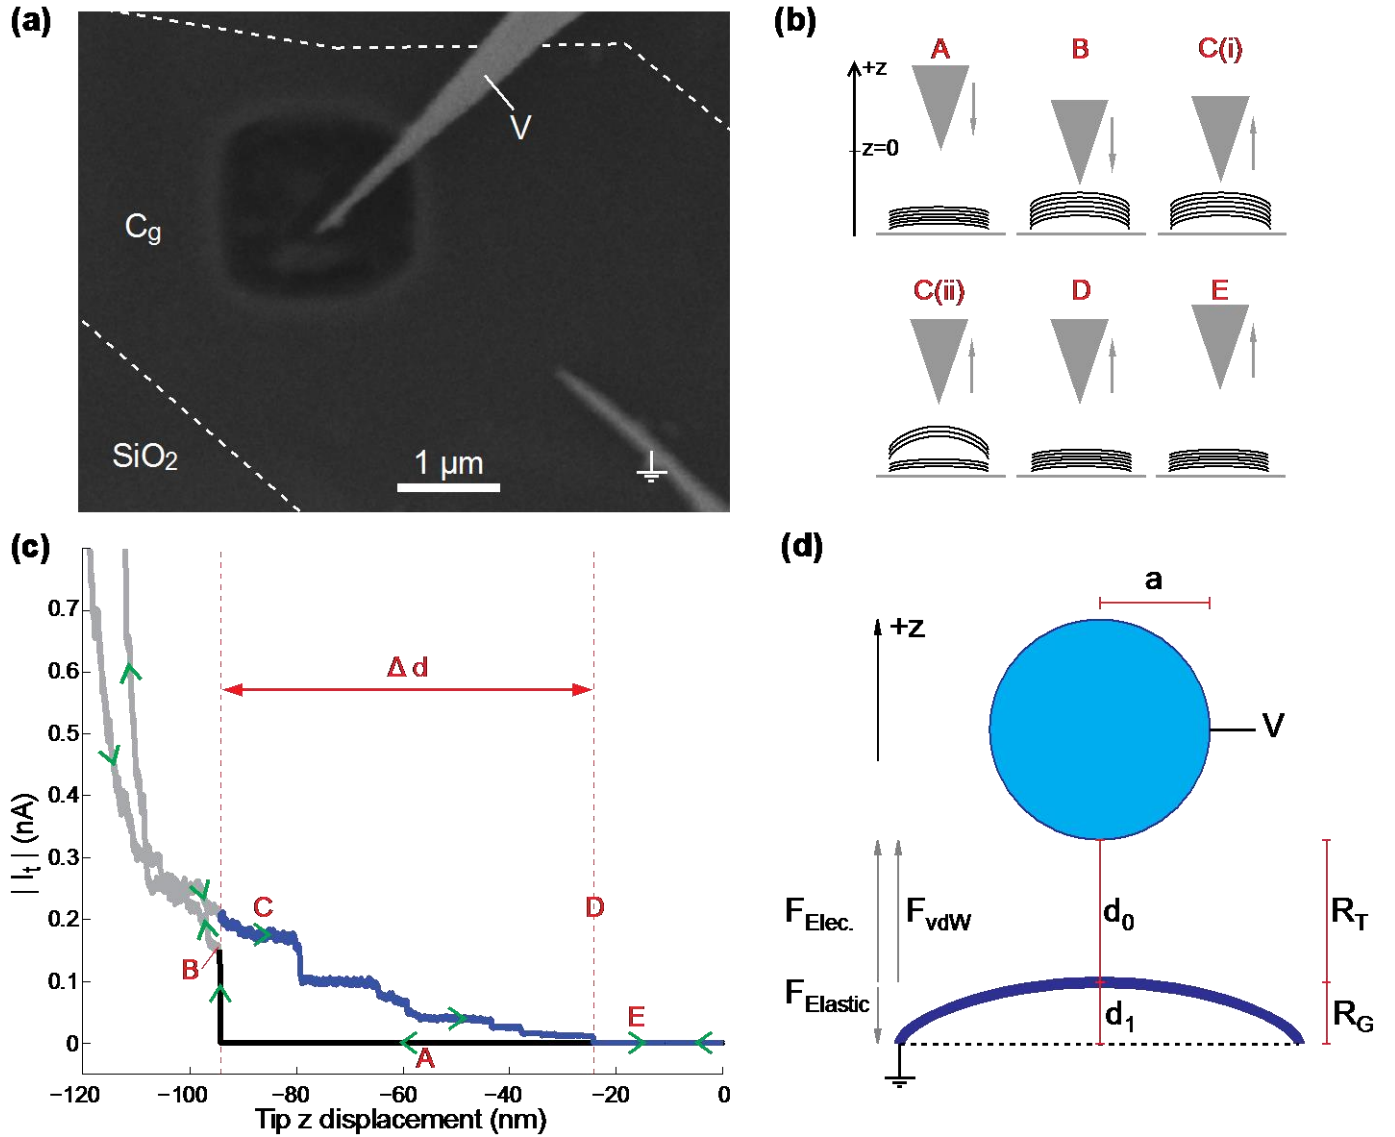 (a)
V
Cg
SiO2
1 μm
(b)
A
B
C(i)
+z
z=0
C(ii)
D
E
(c)
0.7
0.6
0.5
0.4
0.3
0.2
0.1
0
| It | (nA)
Δ d
C
D
B
E
A
−120
−100
−80
−60
−40
−20
0
Tip z displacement (nm)
(d)
a
+z
V
FElec.
FvdW
d0
RT
FElastic
d1
RG